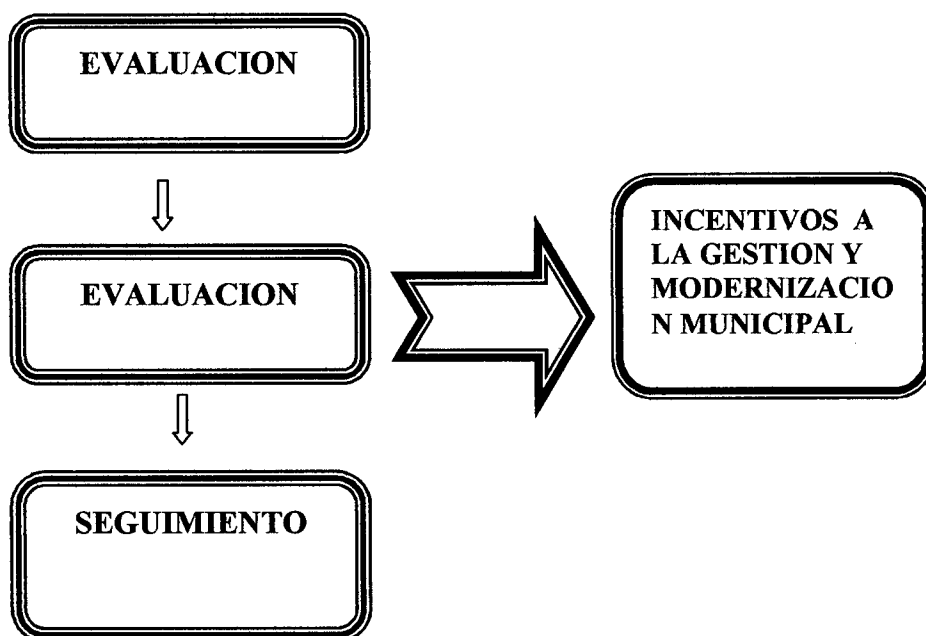 EVALUACION
EVALUACION
INCENTIVOS A
LA GESTION Y
MODERNIZACIO
N MUNICIPAL
SEGUIMIENTO